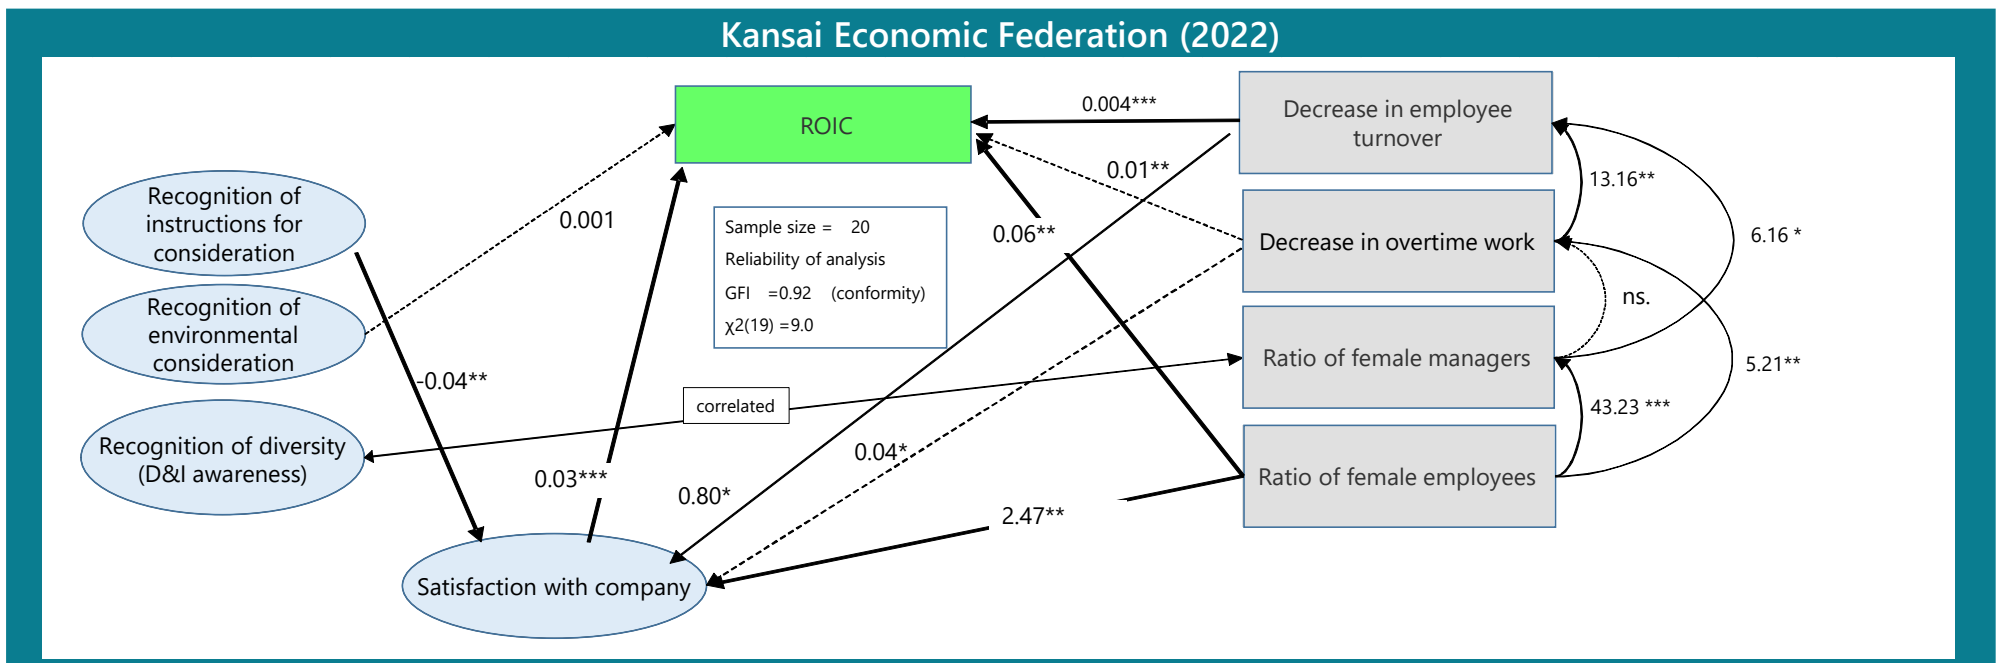 Kansai Economic Federation (2022)
ROIC
0.004***
Decrease in employee
turnover
0.01**
13.16**
Recognition of
instructions for
consideration
0.001
Sample size = 20
Reliability of analysis
GFI =0.92 (conformity)
χ2(19) =9.0
0.06**
Decrease in overtime work
6.16 *
ns.
Recognition of
environmental
consideration
-0.04**
Ratio of female managers
5.21**
correlated
43.23 ***
Recognition of diversity
(D&I awareness)
0.03***
0.80*
0.04*
Ratio of female employees
2.47**
Satisfaction with company